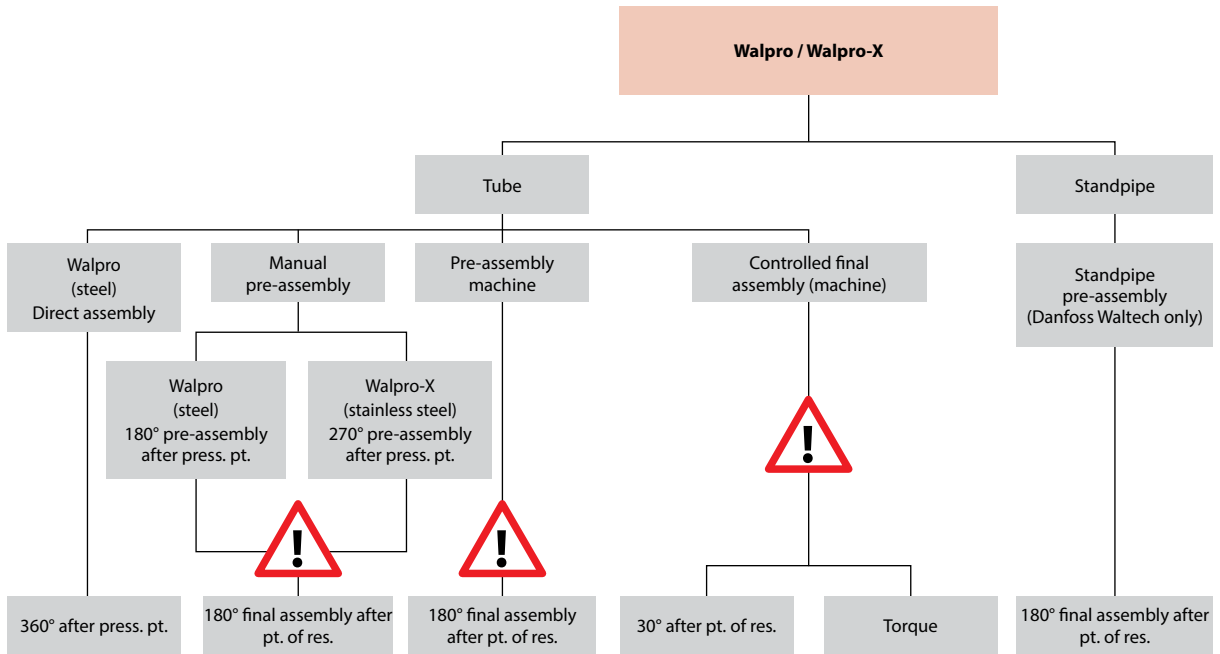 Walpro / Walpro-X
Tube
Standpipe
Walpro
(steel)
Direct assembly
Manual
pre-assembly
Pre-assembly
machine
Controlled final
assembly (machine)
Standpipe
pre-assembly
(Danfoss Waltech only)
Walpro
(steel)
180° pre-assembly
after press. pt.
Walpro-X
(stainless steel)
270° pre-assembly
after press. pt.
!
!
!
360° after press. pt.
180° final assembly after
pt. of res.
180° final assembly
after pt. of res.
30° after pt. of res.
Torque
180° final assembly after
pt. of res.